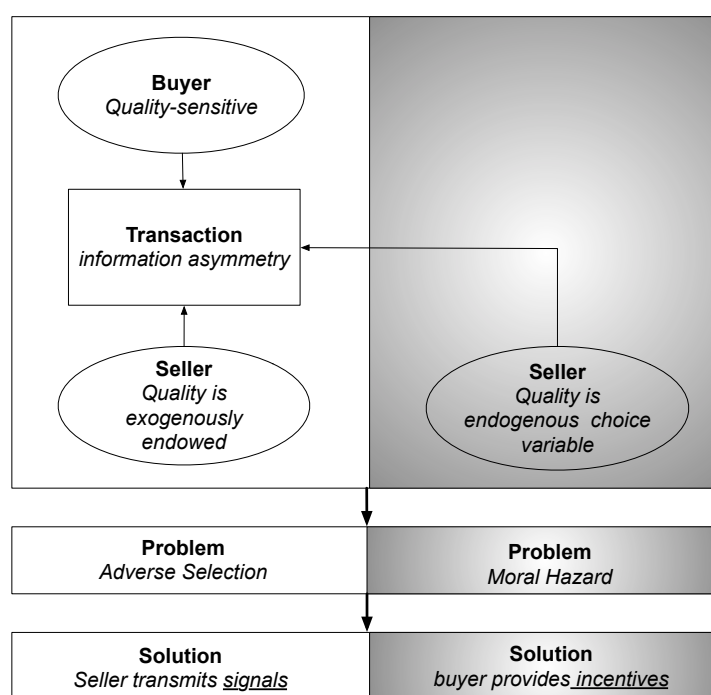 Buyer
Quality-sensitive
Transaction
information asymmetry
Seller
Quality is
exogenously
endowed
Seller
Quality is
endogenous choice
variable
Problem
Adverse Selection
Problem
Moral Hazard
Solution
Seller transmits signals
Solution
buyer provides incentives